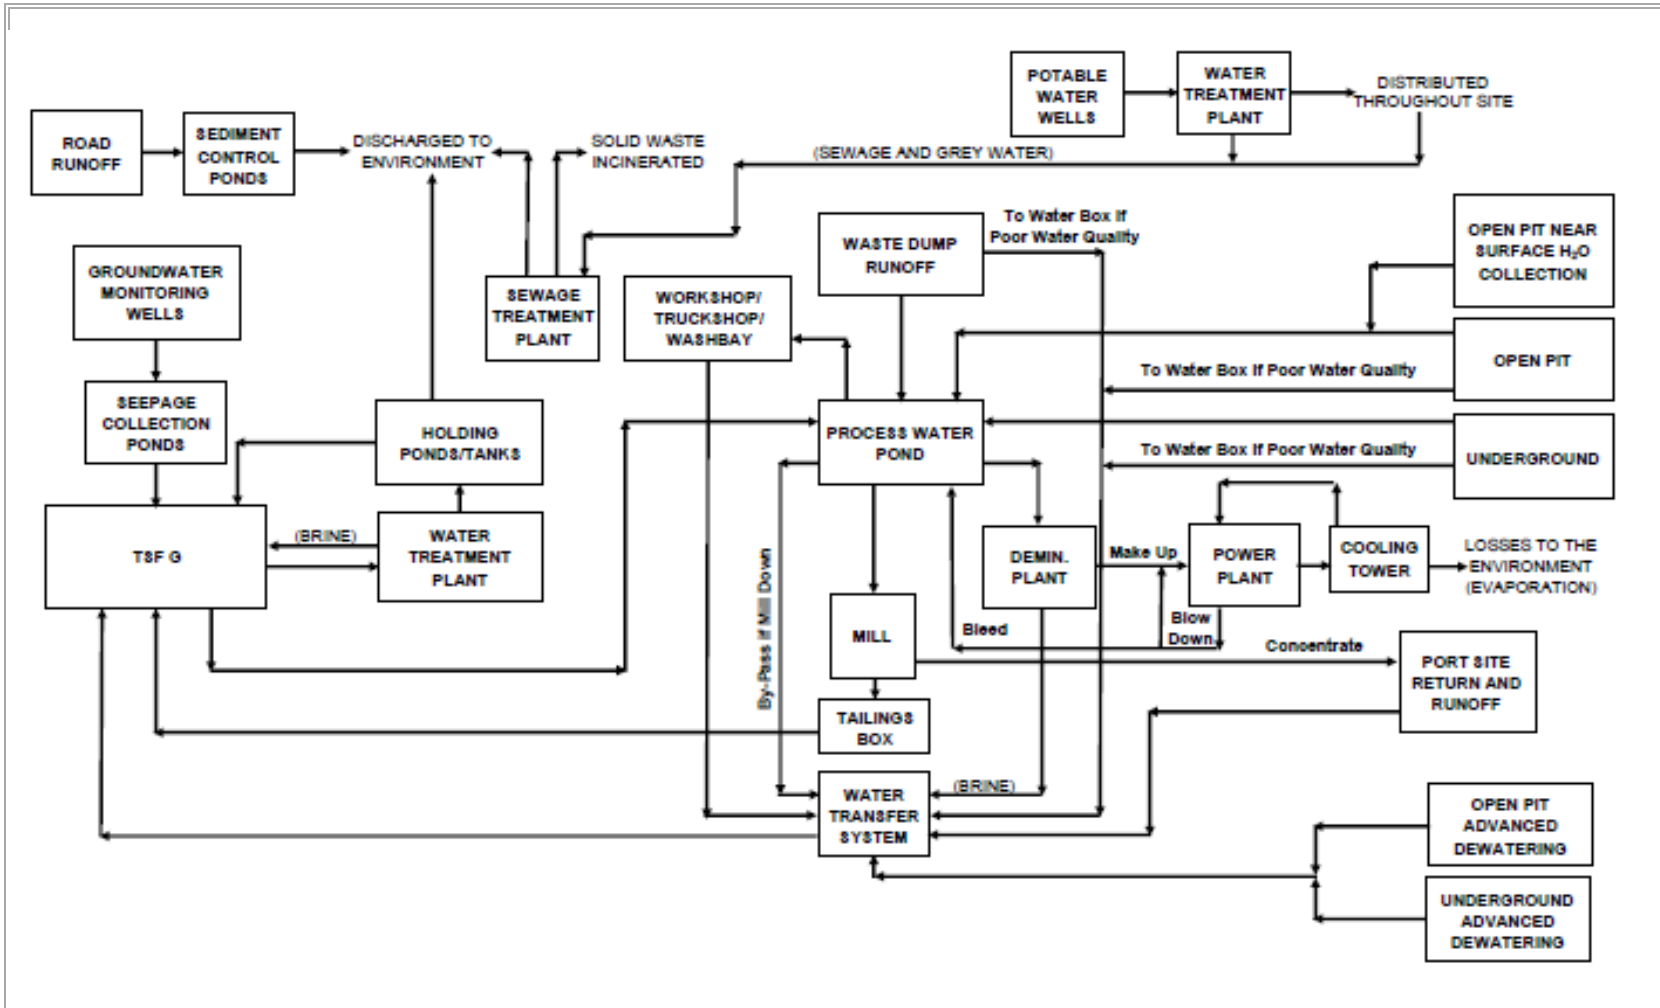 POTABLE
WATER
WELLS
WATER
TREATMENT
PLANT
DISTRIBUTED
THROUGHOUT SITE
ROAD
RUNOFF
SEDIMENT
CONTROL
PONDS
DISCHARGED TO
ENVIRONMENT
SOLID WASTE
INCINERATED
(SEWAGE AND GREY WATER)
GROUNDWATER
MONITORING
WELLS
SEWAGE
TREATMENT
PLANT
WORKSHOP/
TRUCKSHOP/
WASHBAY
WASTE DUMP
RUNOFF
To Water Box If
Poor Water Quality
OPEN PIT NEAR
SURFACE H₂O
COLLECTION
OPEN PIT
To Water Box If Poor Water Quality
SEEPAGE
COLLECTION
PONDS
HOLDING
PONDS/TANKS
PROCESS WATER
POND
To Water Box If Poor Water Quality
UNDERGROUND
TSF G
(BRINE)
WATER
TREATMENT
PLANT
By-Pass if Mill Down
DEMIN.
PLANT
Make Up
POWER
PLANT
COOLING
TOWER
LOSSES TO THE
ENVIRONMENT
(EVAPORATION)
MILL
Bleed
Blow
Down
Concentrate
PORT SITE
RETURN AND
RUNOFF
TAILINGS
BOX
WATER
TRANSFER
SYSTEM
(BRINE)
OPEN PIT
ADVANCED
DEWATERING
UNDERGROUND
ADVANCED
DEWATERING